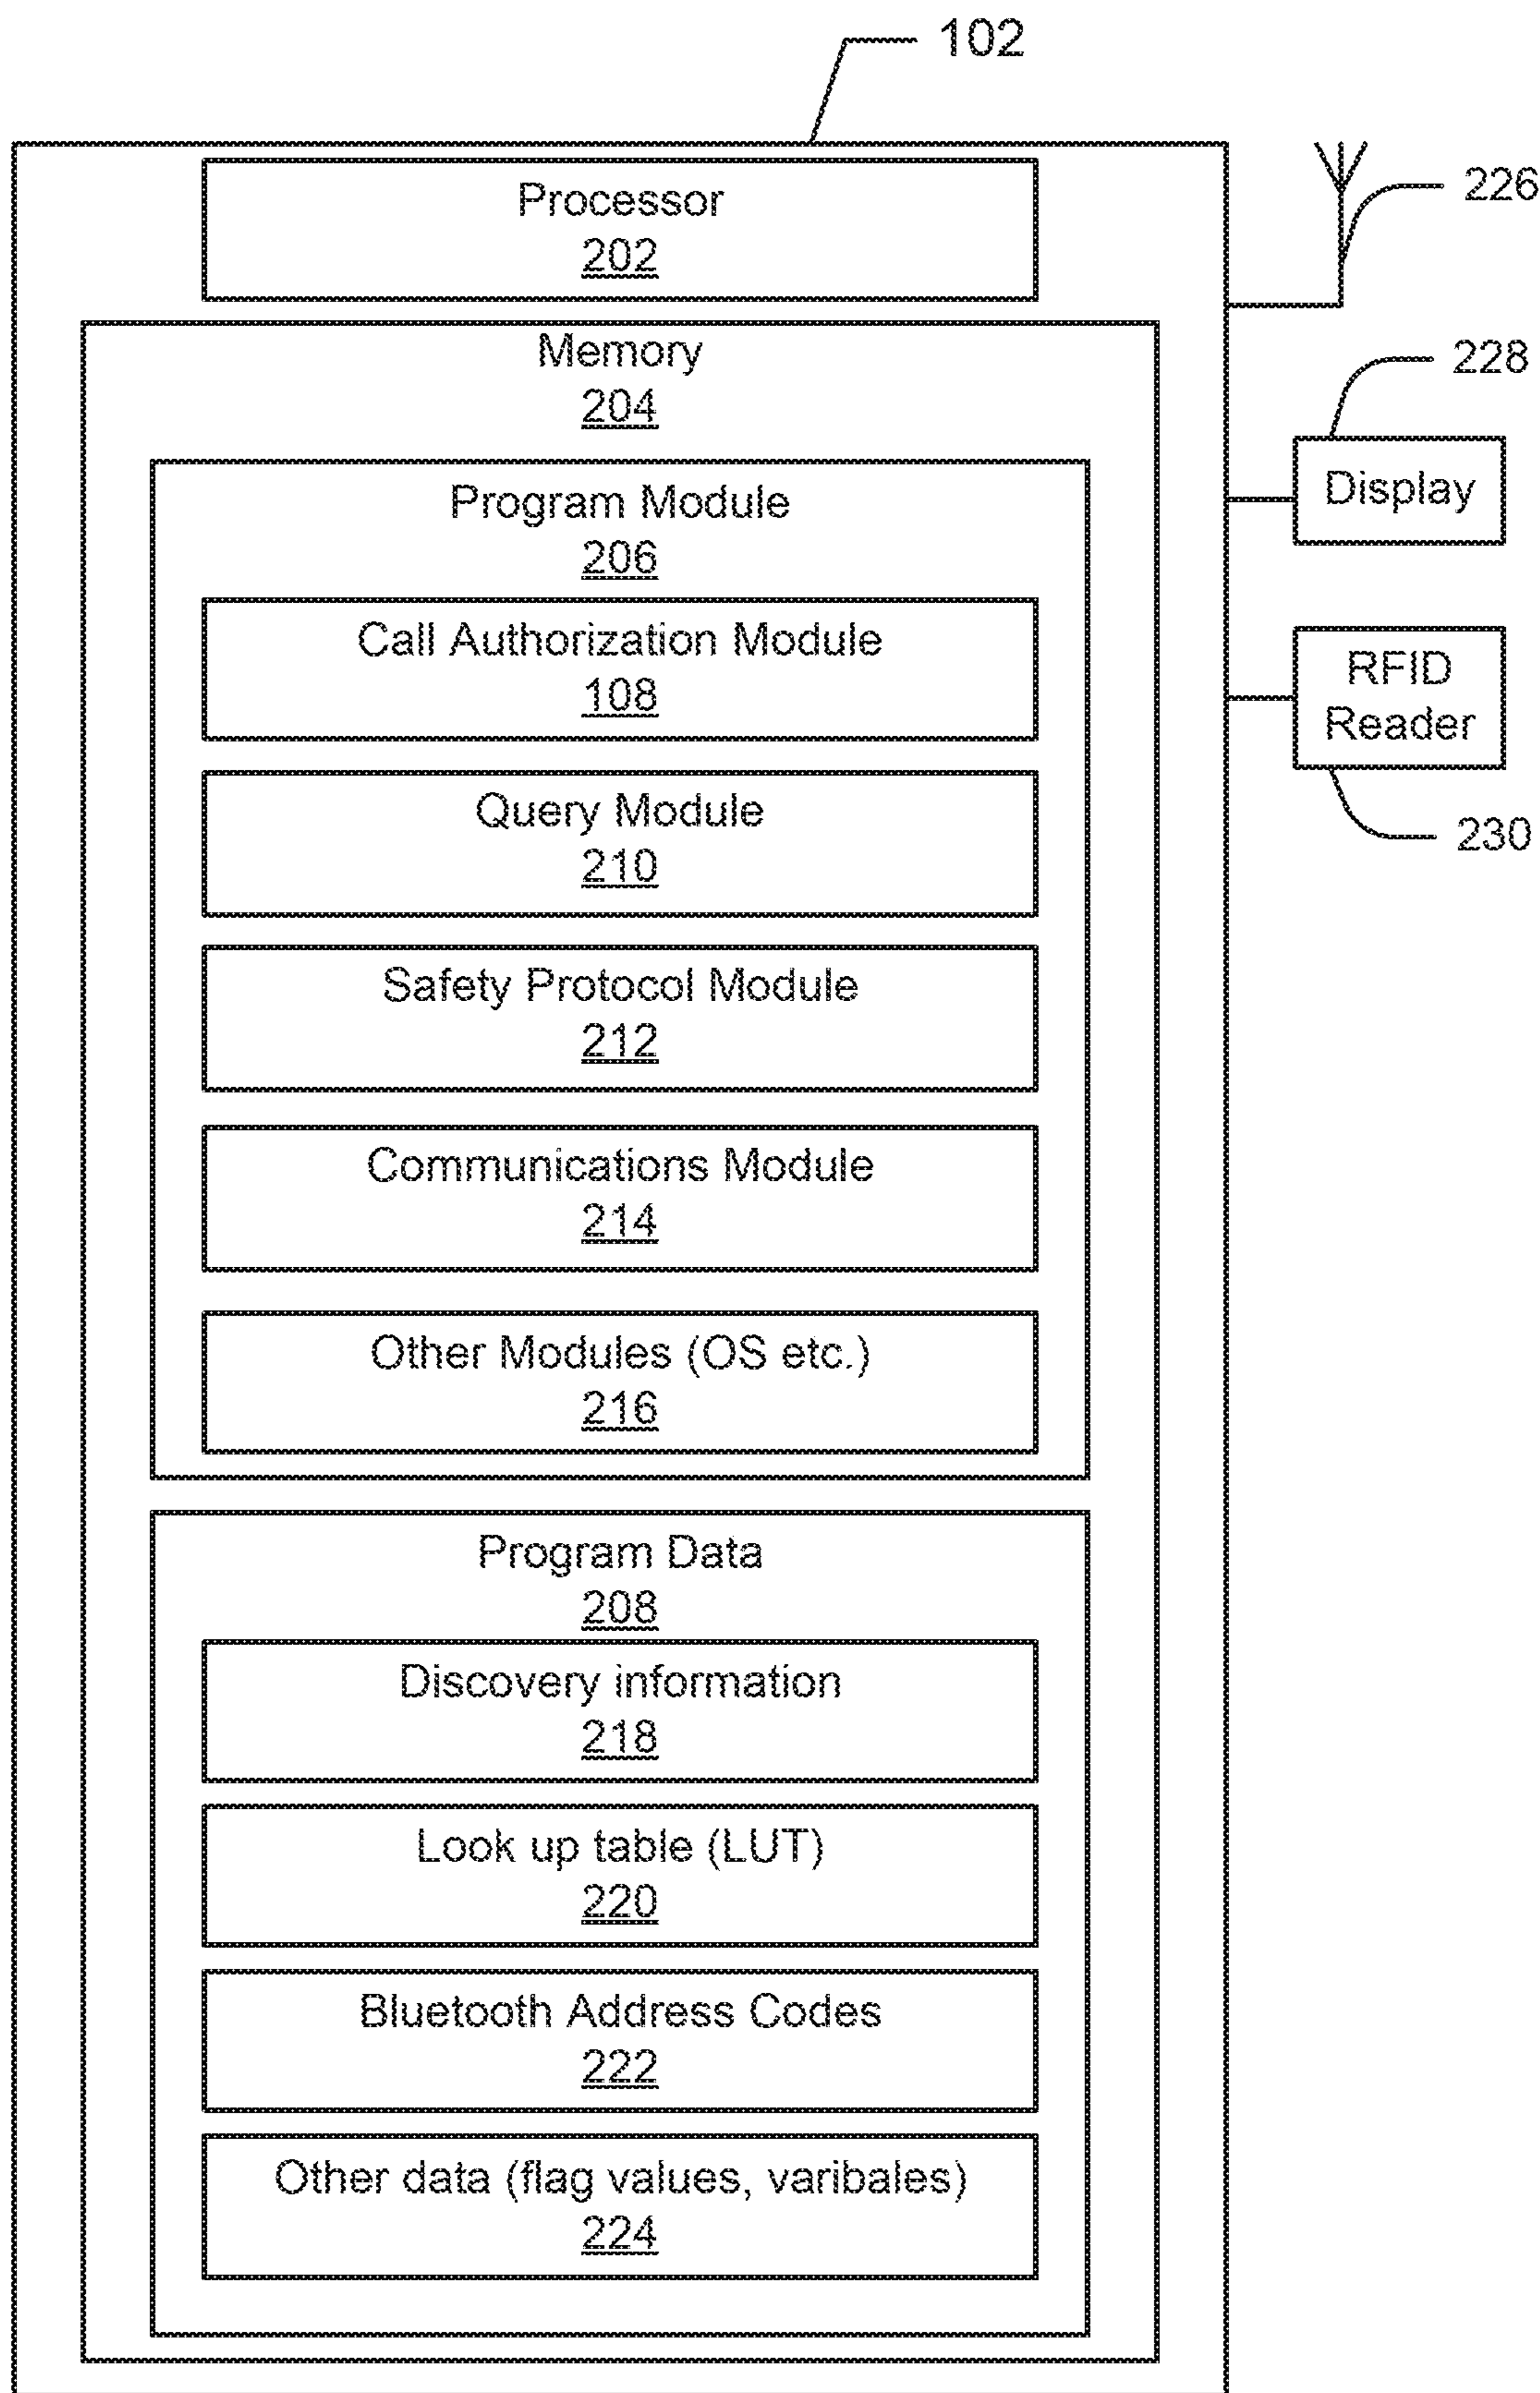 102
Processor
202
226
Memory
204
228
Display
Program Module
206
Call Authorization Module
108
RFID
Reader
230
Query Module
210
Safety Protocol Module
212
Communications Module
214
Other Modules (OS etc.)
216
Program Data
208
Discovery information
218
Look up table (LUT)
220
Bluetooth Address Codes
222
Other data (flag values, varibales)
224